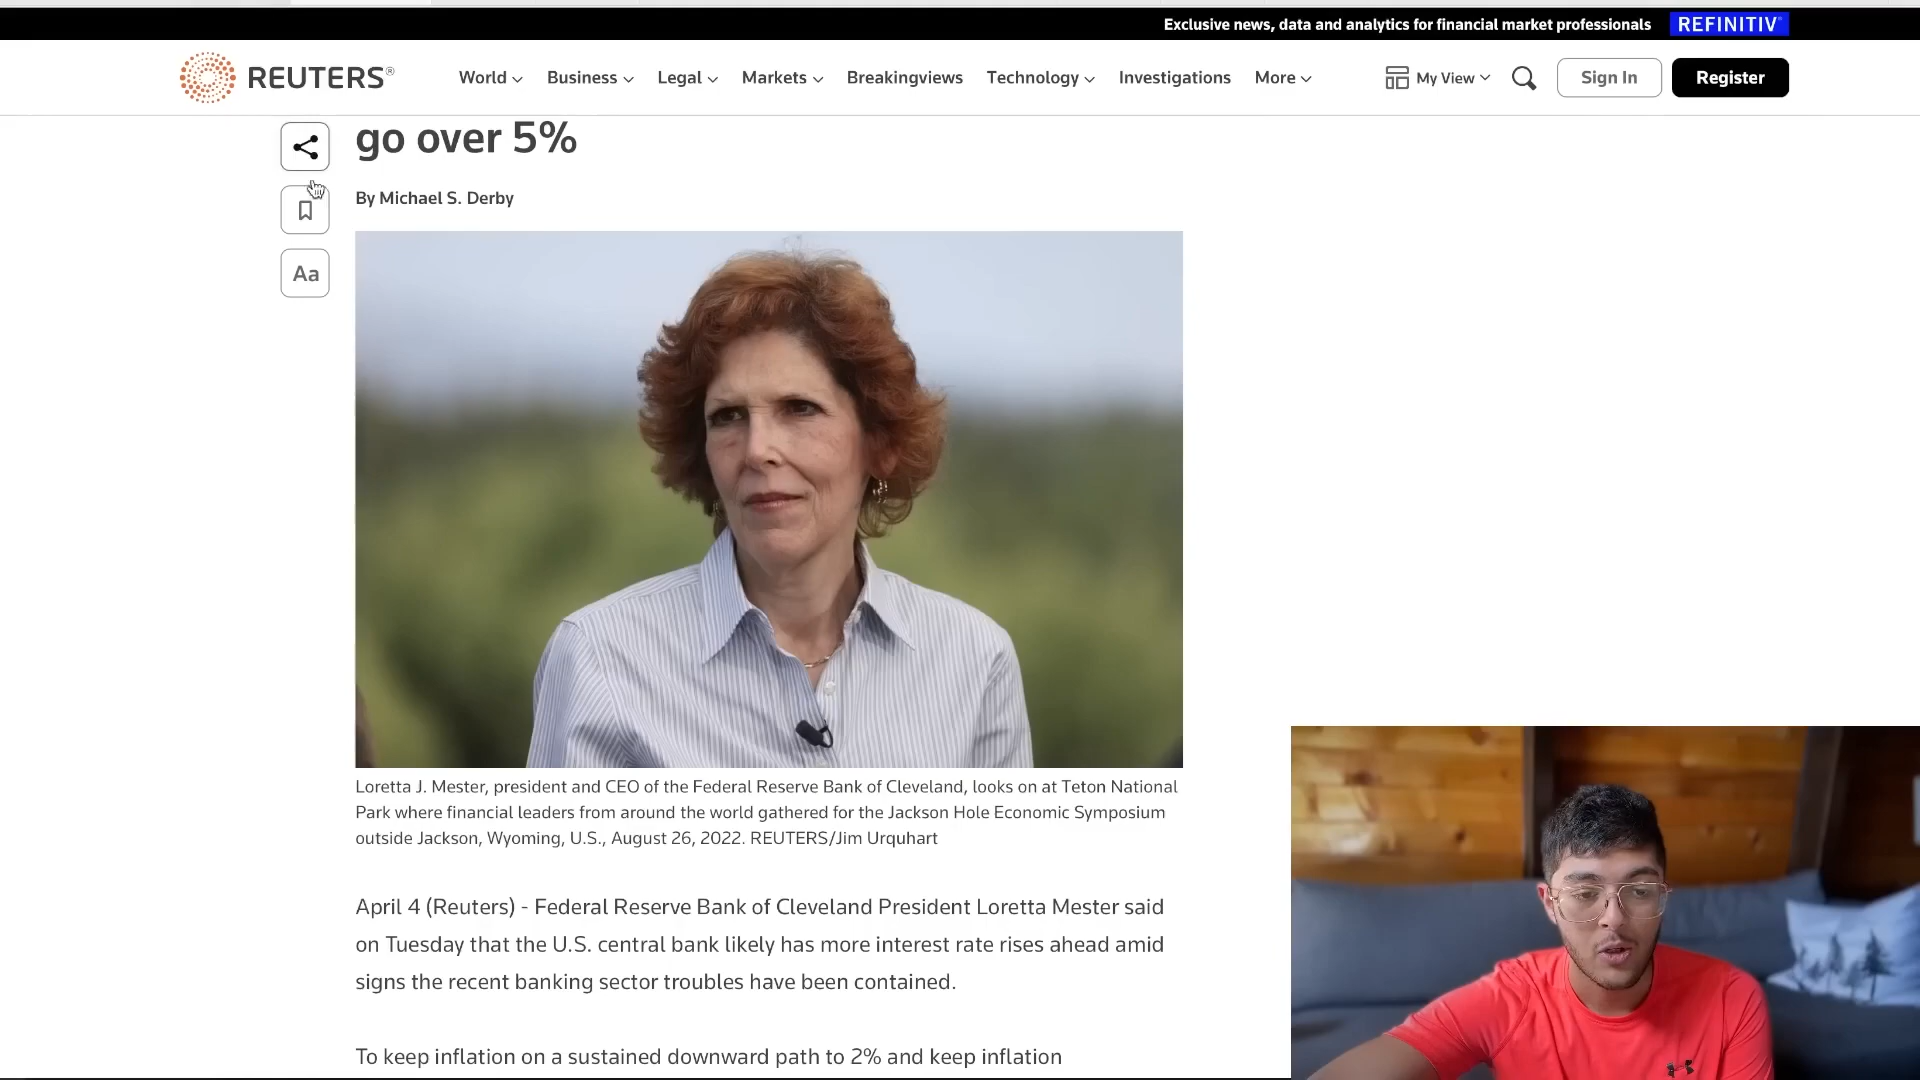 Exclusive news, data and analytics for financial market professionals REFINITIV
REUTERS® World Business Legal Markets Breakingviews Technology Investigations More My View Sign In Register
go over 5%
By Michael S. Derby
Aa
Loretta J. Mester, president and CEO of the Federal Reserve Bank of Cleveland, looks on at Teton National
Park where financial leaders from around the world gathered for the Jackson Hole Economic Symposium
outside Jackson, Wyoming, U.S., August 26, 2022. REUTERS/Jim Urquhart
April 4 (Reuters) - Federal Reserve Bank of Cleveland President Loretta Mester said
on Tuesday that the U.S. central bank likely has more interest rate rises ahead amid
signs the recent banking sector troubles have been contained.
To keep inflation on a sustained downward path to 2% and keep inflation